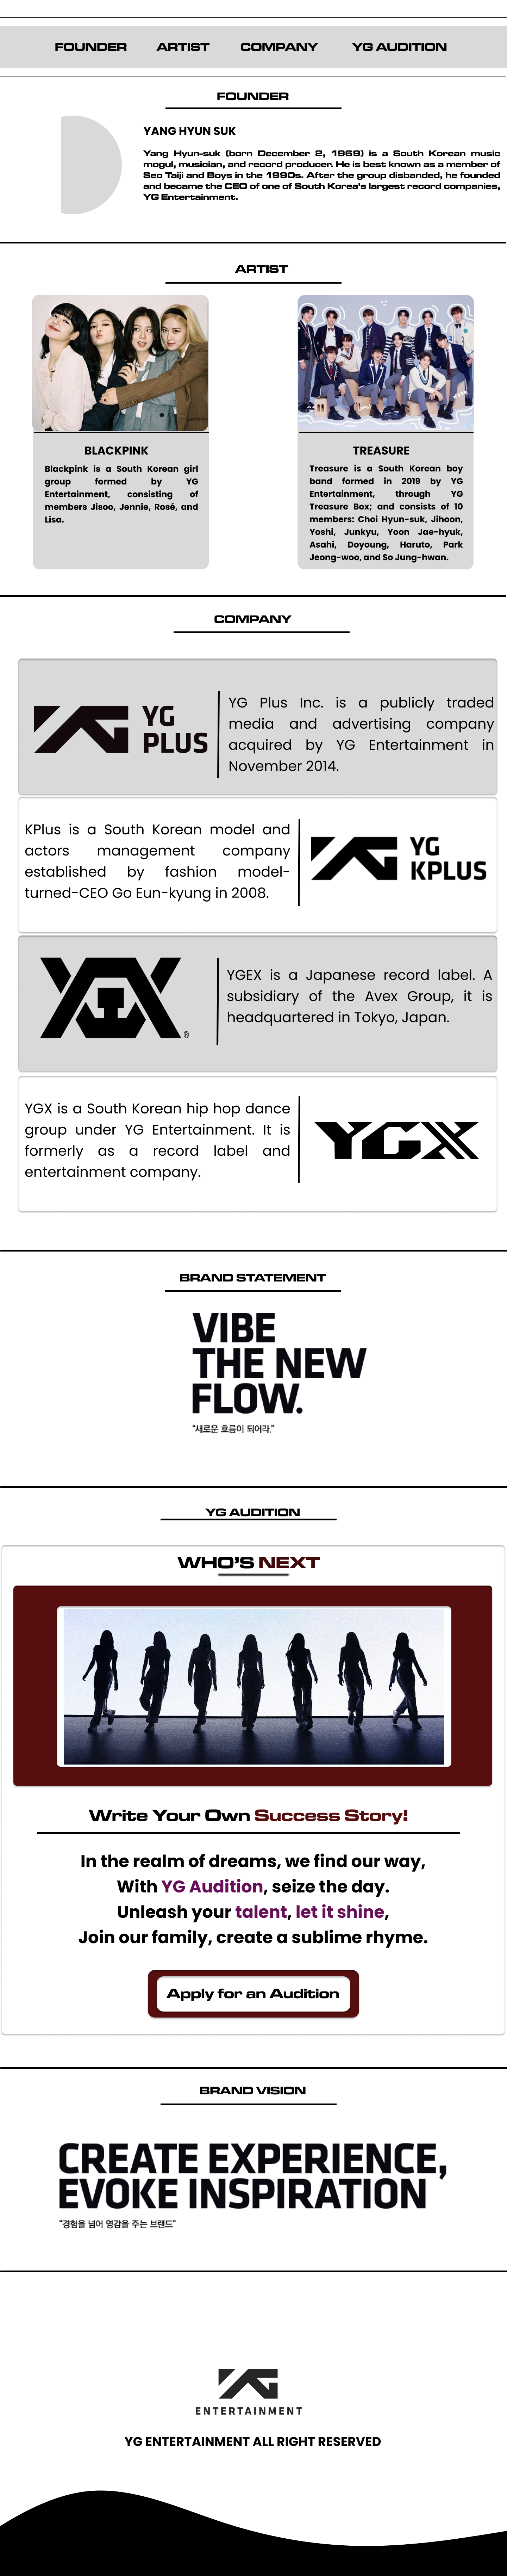 FOUNDER ARTIST COMPANY YG AUDITION
FOUNDER
YANG HYUN SUK
Yang Hyun-suk (born December 2, 1969) is a South Korean music
mogul, musician, and record producer. He is best known as a member of
Seo Taiji and Boys in the 1990s. After the group disbanded, he founded
and became the CEO of one of South Korea's largest record companies,
YG Entertainment.
ARTIST
BLACKPINK
Blackpink is a South Korean girl
group formed by YG
Entertainment, consisting of
members Jisoo, Jennie, Rosé, and
Lisa.
TREASURE
Treasure is a South Korean boy
band formed in 2019 by YG
Entertainment, through YG
Treasure Box; and consists of 10
members: Choi Hyun-suk, Jihoon,
Yoshi, Junkyu, Yoon Jae-hyuk,
Asahi, Doyoung, Haruto, Park
Jeong-woo, and So Jung-hwan.
COMPANY
YG
PLUS
YG Plus Inc. is a publicly traded
media and advertising company
acquired by YG Entertainment in
November 2014.
KPlus is a South Korean model and
actors management company
established by fashion model-
turned-CEO Go Eun-kyung in 2008.
YG
KPLUS
YGEX is a Japanese record label. A
subsidiary of the Avex Group, it is
headquartered in Tokyo, Japan.
®
YGX is a South Korean hip hop dance
group under YG Entertainment. It is
formerly as a record label and
entertainment company.
YGX
BRAND STATEMENT
VIBE
THE NEW
FLOW.
"새로운 흐름이 되어라."
YG AUDITION
WHO'S NEXT
Write Your Own Success Story!
In the realm of dreams, we find our way,
With YG Audition, seize the day.
Unleash your talent, let it shine,
Join our family, create a sublime rhyme.
Apply for an Audition
BRAND VISION
CREATE EXPERIENCE,
EVOKE INSPIRATION
"경험을 넘어 영감을 주는 브랜드"
YG
ENTERTAINMENT
YG ENTERTAINMENT ALL RIGHT RESERVED